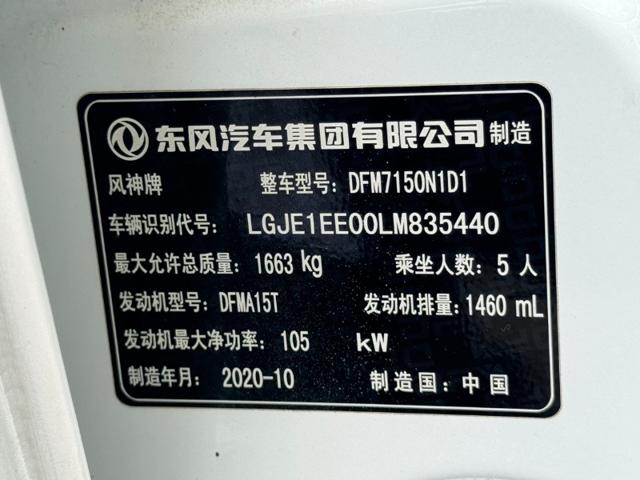 东风汽车集团有限公司 制造
风神牌 整车型号: DFM7150N1D1
车辆识别代号: LGJE1EE00LM835440
最大允许总质量: 1663 kg 乘坐人数: 5 人
发动机型号: DFMA15T 发动机排量: 1460 mL
发动机最大净功率: 105 kW
制造年月: 2020-10 制造国: 中国